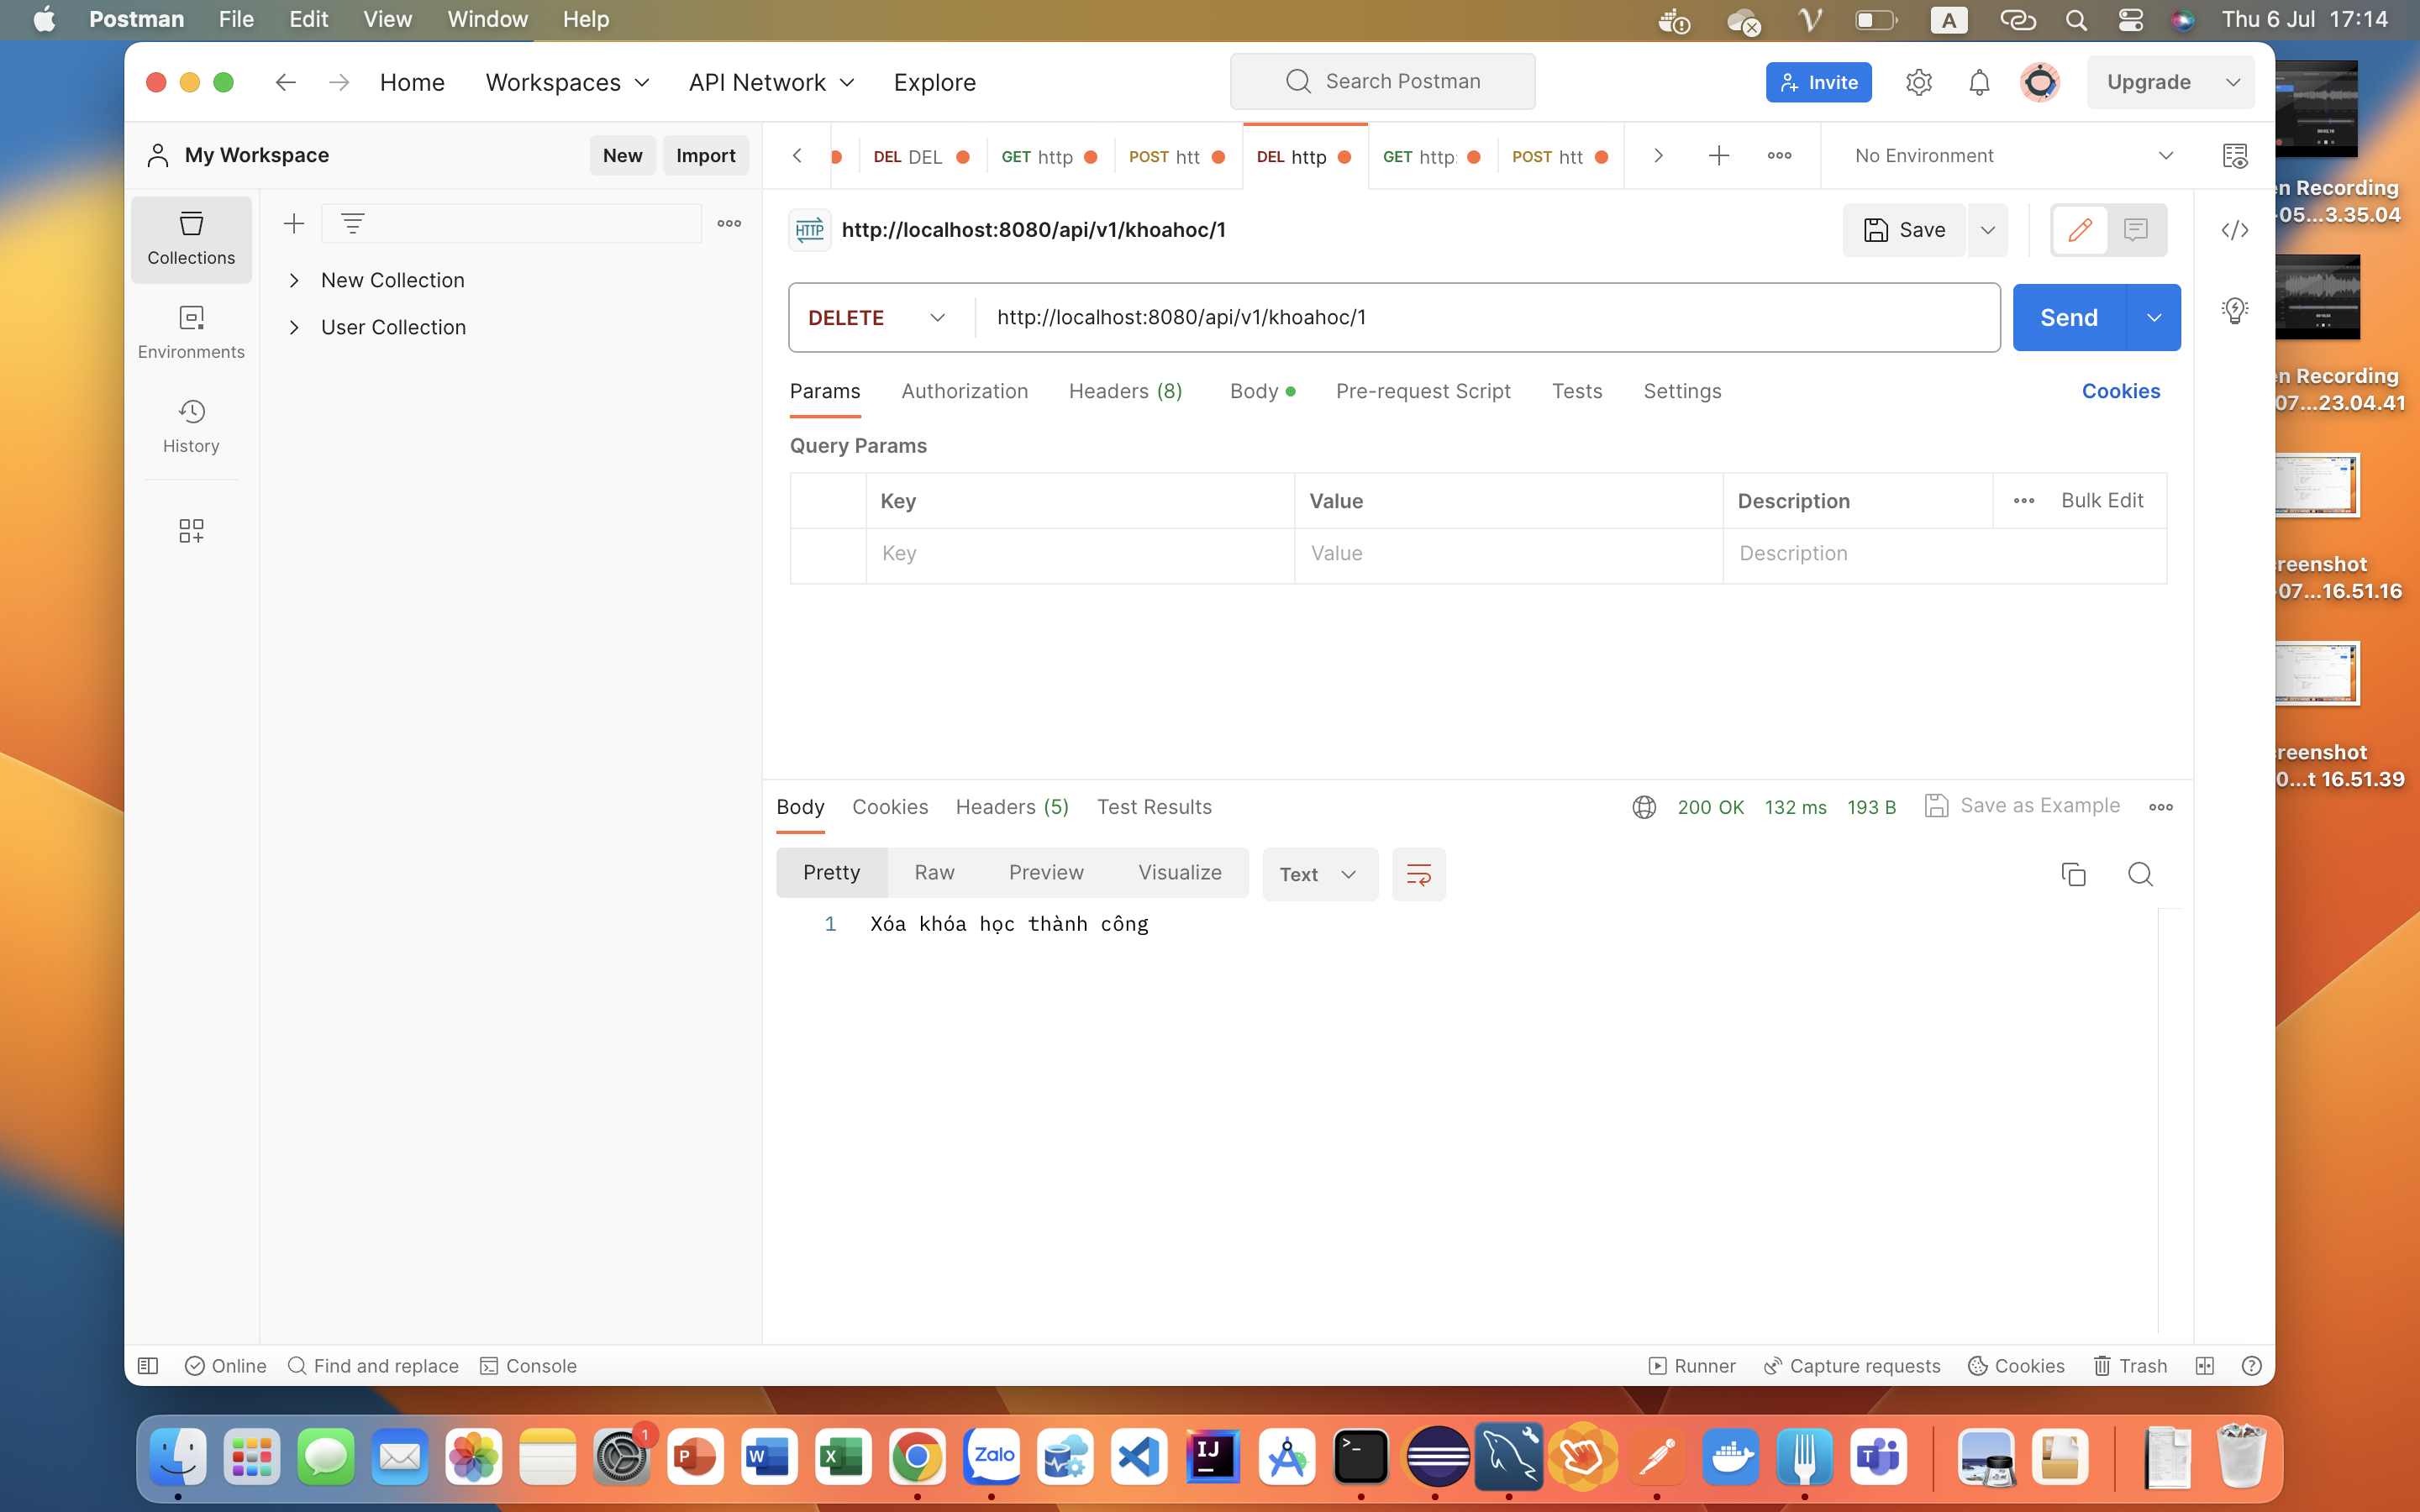 Postman File Edit View Window Help A Thu 6 Jul 17:14
Home Workspaces API Network Explore Search Postman Invite Upgrade
My Workspace New Import DEL DEL GET http POST htt DEL http GET http: POST htt No Environment
Collections
Environments
History
New Collection
User Collection
HTTP http://localhost:8080/api/v1/khoahoc/1 Save
DELETE http://localhost:8080/api/v1/khoahoc/1 Send
Params Authorization Headers (8) Body Pre-request Script Tests Settings Cookies
Query Params
Key Value Description Bulk Edit
Key Value Description
Body Cookies Headers (5) Test Results 200 OK 132 ms 193 B Save as Example
Pretty Raw Preview Visualize Text
1 Xóa khóa học thành công
Online Find and replace Console Runner Capture requests Cookies Trash
en Recording
-05...3.35.04
en Recording
07...23.04.41
creenshot
-07...16.51.16
creenshot
0...t 16.51.39
1
P W X Zalo IJ T